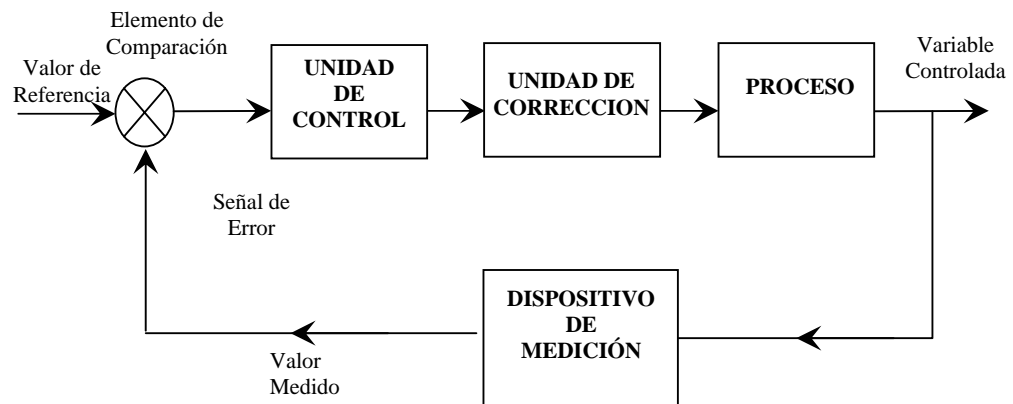 Elemento de
Comparación
Valor de
Referencia
UNIDAD
DE
CONTROL
UNIDAD DE
CORRECCION
PROCESO
Variable
Controlada
Señal de
Error
DISPOSITIVO
DE
MEDICIÓN
Valor
Medido